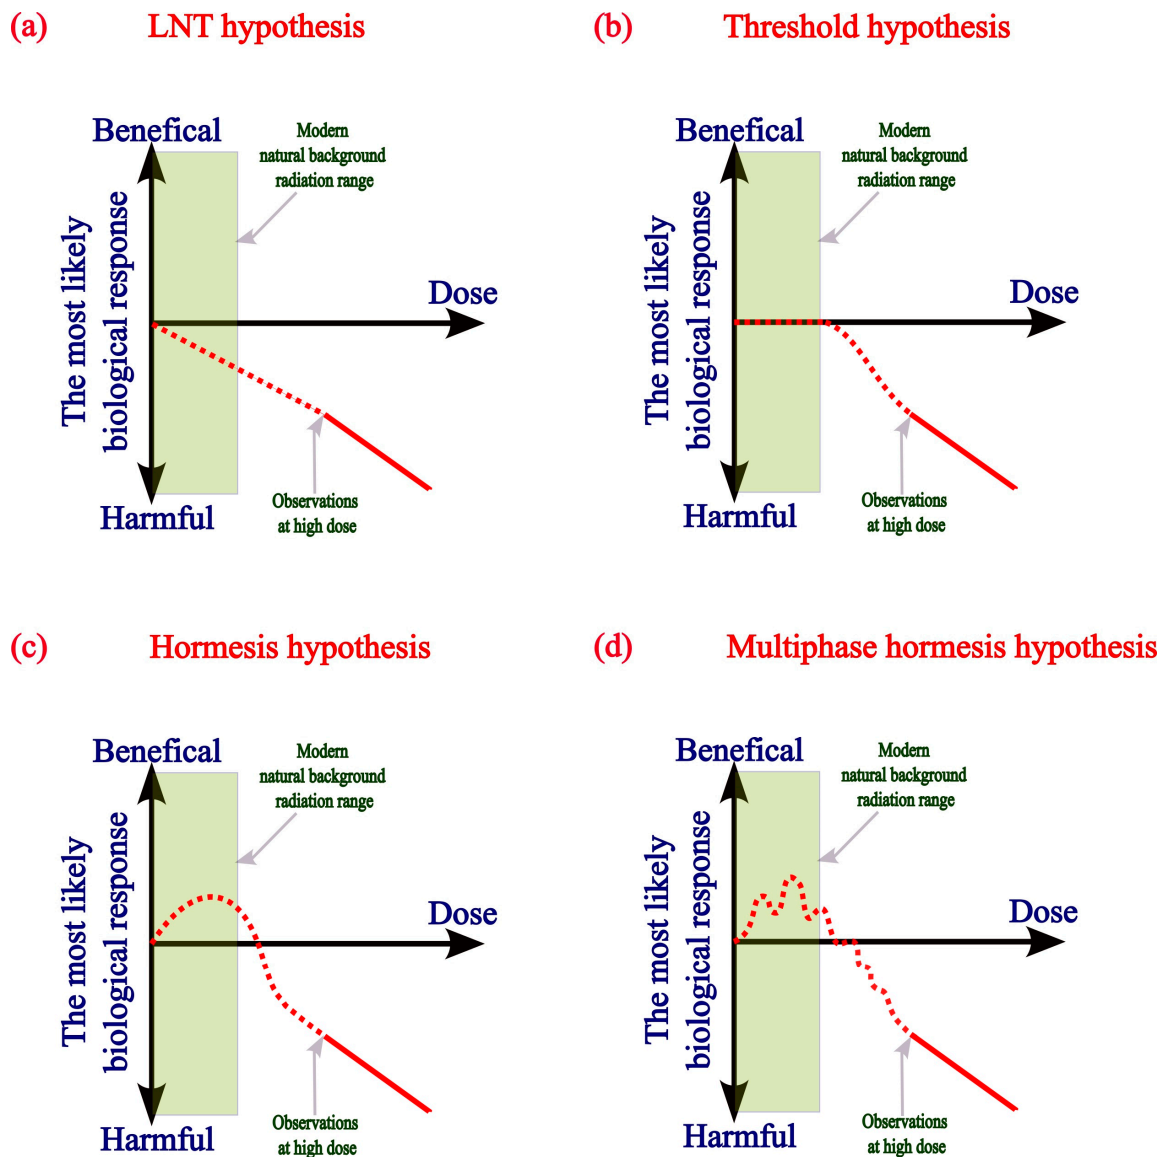 (a) LNT hypothesis
Benefical
Modern
natural background
radiation range
The most likely
biological response
Dose
Observations
at high dose
Harmful
(b) Threshold hypothesis
Benefical
Modern
natural background
radiation range
The most likely
biological response
Dose
Observations
at high dose
Harmful
(c) Hormesis hypothesis
Benefical
Modern
natural background
radiation range
The most likely
biological response
Dose
Observations
at high dose
Harmful
(d) Multiphase hormesis hypothesis
Benefical
Modern
natural background
radiation range
The most likely
biological response
Dose
Observations
at high dose
Harmful